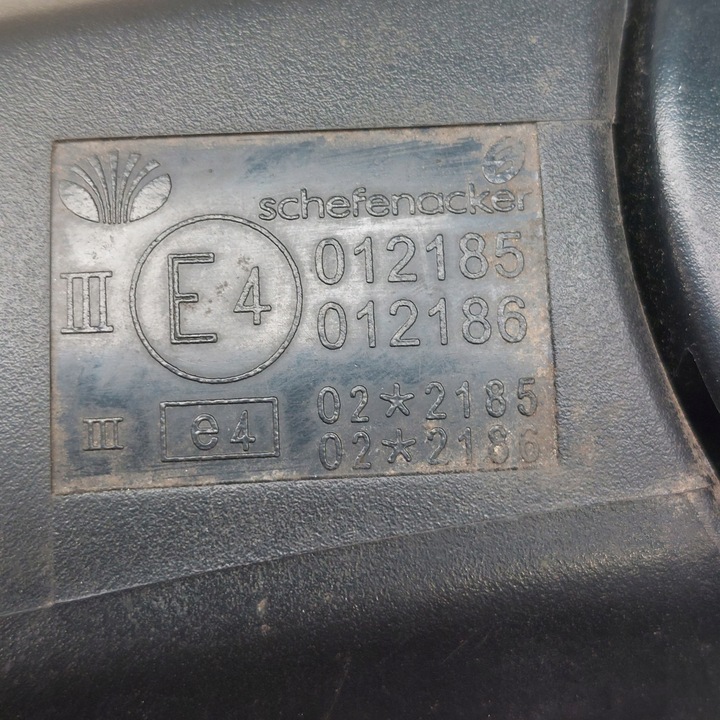 schefenacker
III E4 012185
012186
III e4 02*2185
02*2186